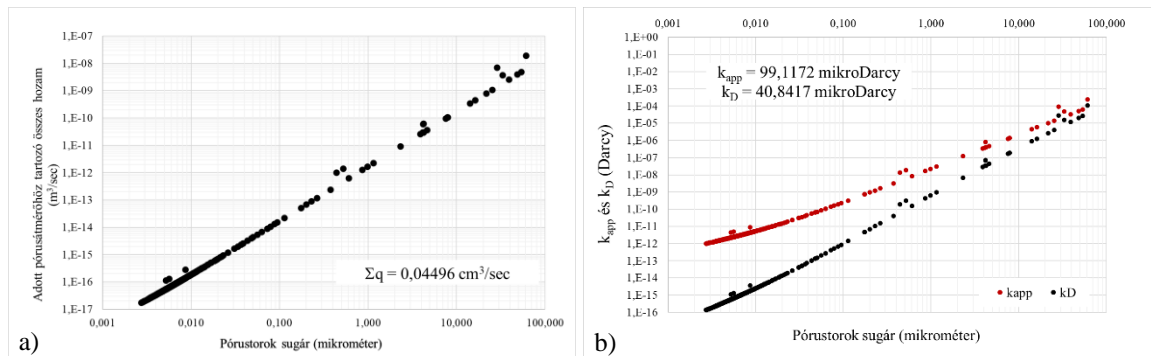 Adott pórusátmérőhöz tartozó összes hozam
(m³/sec)
1,E-07
1,E-08
1,E-09
1,E-10
1,E-11
1,E-12
1,E-13
1,E-14
1,E-15
1,E-16
1,E-17
Σq = 0,04496 cm³/sec
0,001 0,010 0,100 1,000 10,000 100,000
Pórustorok sugár (mikrométer)
a)
0,001 0,010 0,100 1,000 10,000 100,000
kapp és kD (Darcy)
1,E+00
1,E-01
1,E-02
1,E-03
1,E-04
1,E-05
1,E-06
1,E-07
1,E-08
1,E-09
1,E-10
1,E-11
1,E-12
1,E-13
1,E-14
1,E-15
1,E-16
kapp = 99,1172 mikroDarcy
kD = 40,8417 mikroDarcy
kapp kD
Pórustorok sugár (mikrométer)
b)